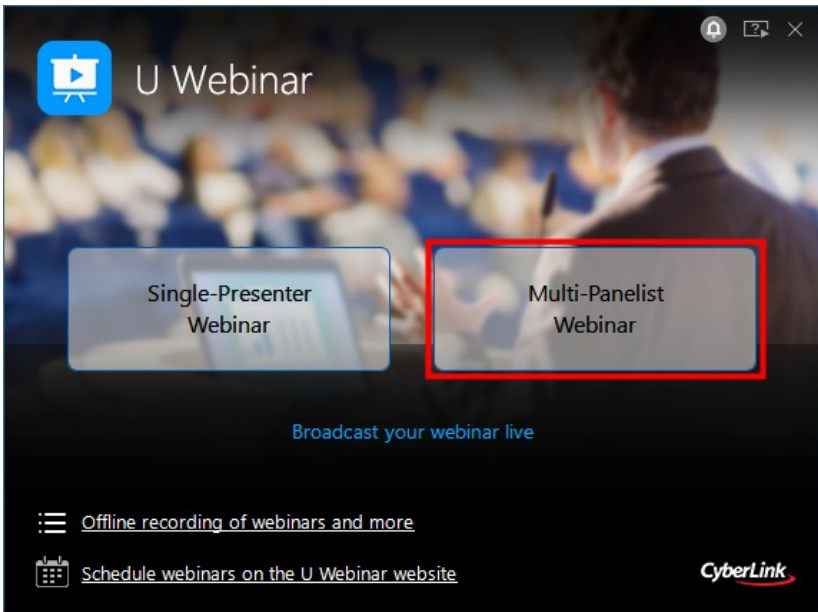 U Webinar
Single-Presenter
Webinar
Multi-Panelist
Webinar
Broadcast your webinar live
Offline recording of webinars and more
Schedule webinars on the U Webinar website
CyberLink